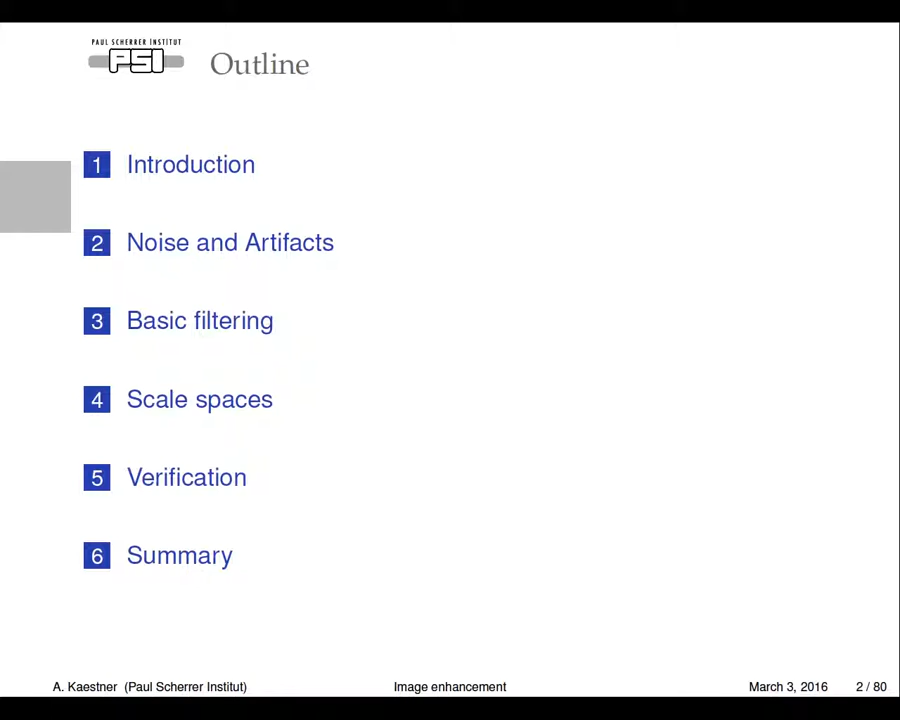 PAUL SCHERRER INSTITUT
PSI
Outline
1 Introduction
2 Noise and Artifacts
3 Basic filtering
4 Scale spaces
5 Verification
6 Summary
A. Kaestner (Paul Scherrer Institut) Image enhancement March 3, 2016 2 / 80